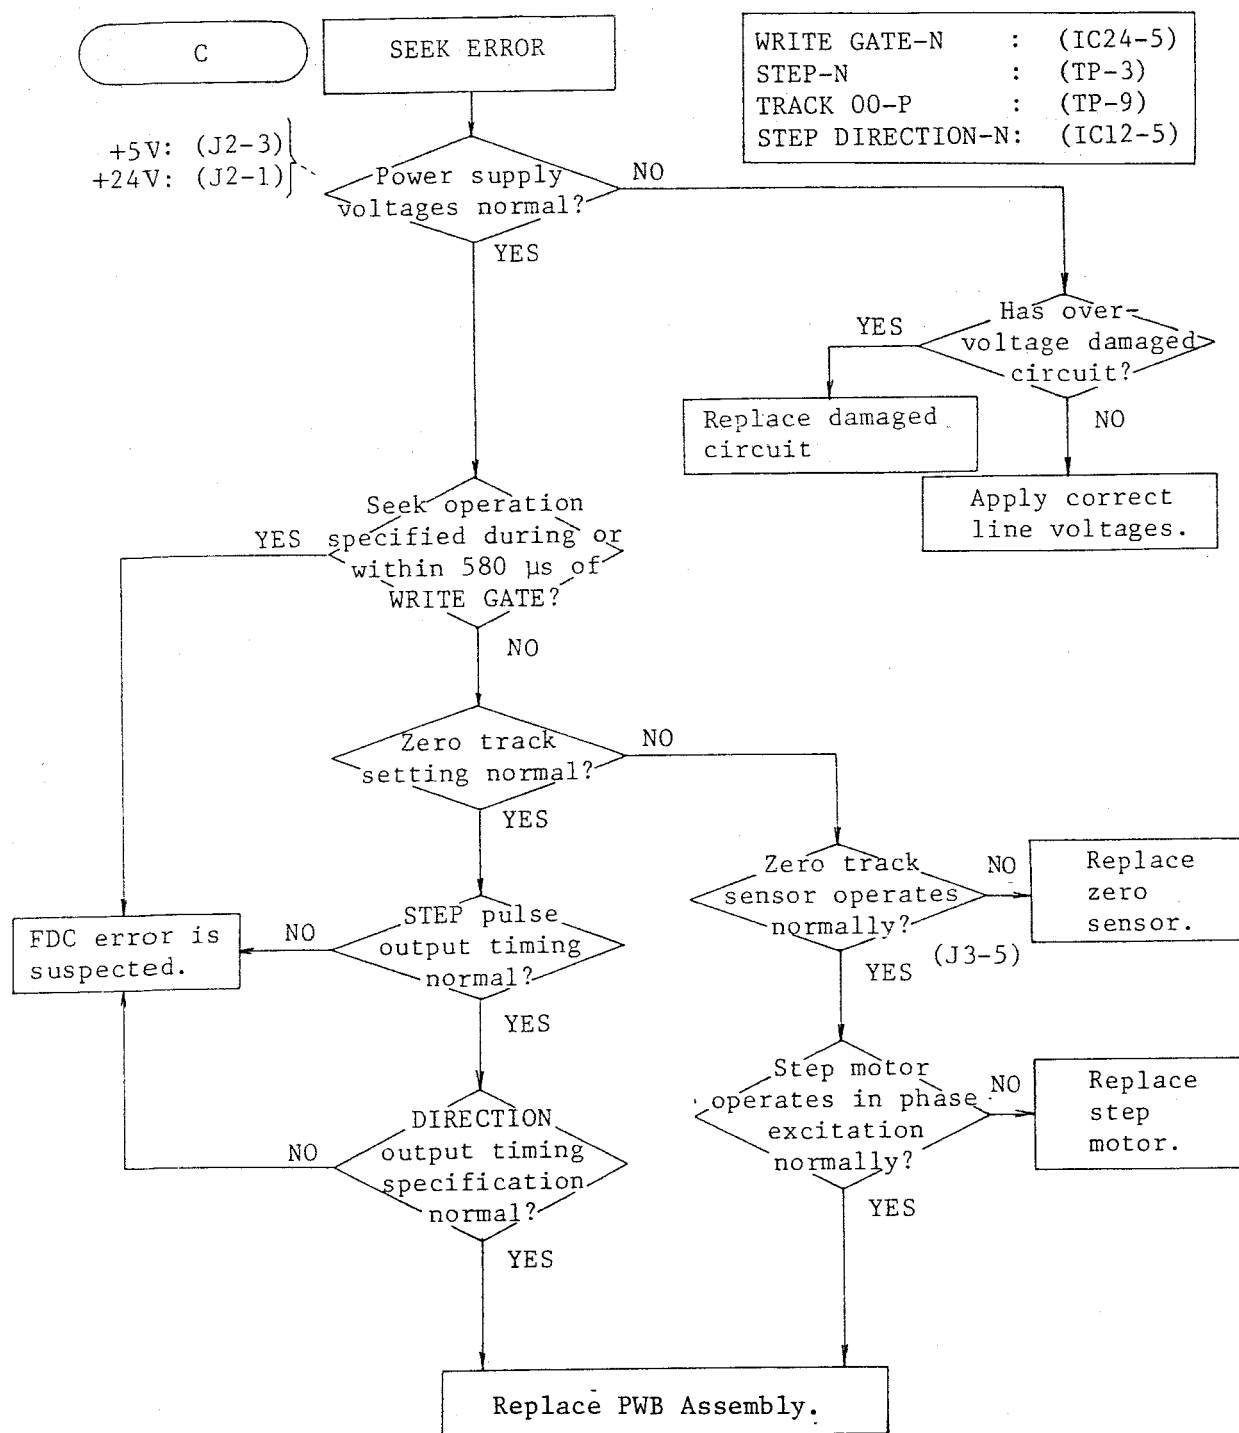 C
SEEK ERROR
WRITE GATE-N : (IC24-5)
STEP-N : (TP-3)
TRACK 00-P : (TP-9)
STEP DIRECTION-N: (IC12-5)
+5V: (J2-3)
+24V: (J2-1)
Power supply
voltages normal?
NO
YES
Has over-
voltage damaged
circuit?
YES
NO
Replace damaged
circuit
Apply correct
line voltages.
Seek operation
specified during or
within 580 µs of
WRITE GATE?
YES
NO
Zero track
setting normal?
NO
YES
Zero track
sensor operates
normally?
NO
(J3-5)
YES
Replace
zero
sensor.
STEP pulse
output timing
normal?
NO
YES
FDC error is
suspected.
Step motor
operates in phase
excitation
normally?
NO
YES
Replace
step
motor.
DIRECTION
output timing
specification
normal?
NO
YES
Replace PWB Assembly.